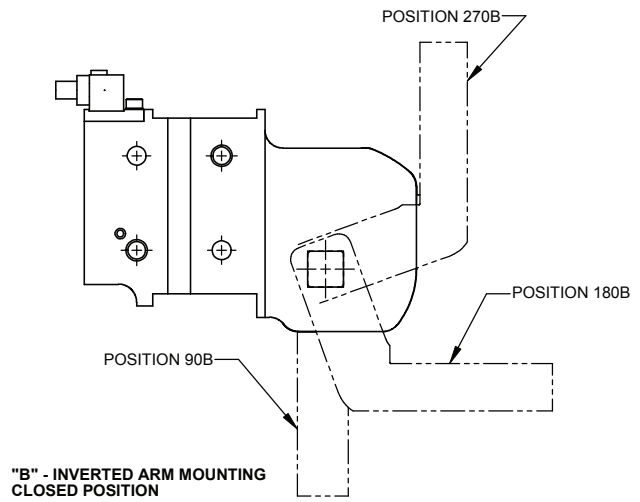 POSITION 270B
POSITION 180B
POSITION 90B
"B" - INVERTED ARM MOUNTING
CLOSED POSITION